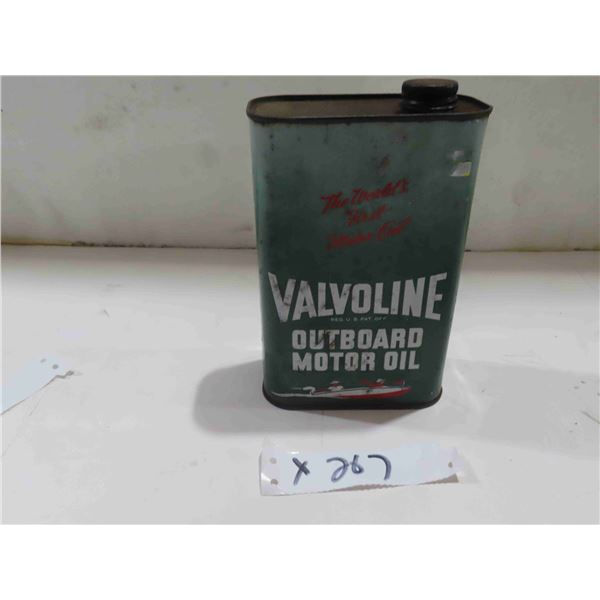 The World's
"First
Motor Oil"
VALVOLINE
REG. U.S. PAT. OFF.
OUTBOARD
MOTOR OIL
X 267